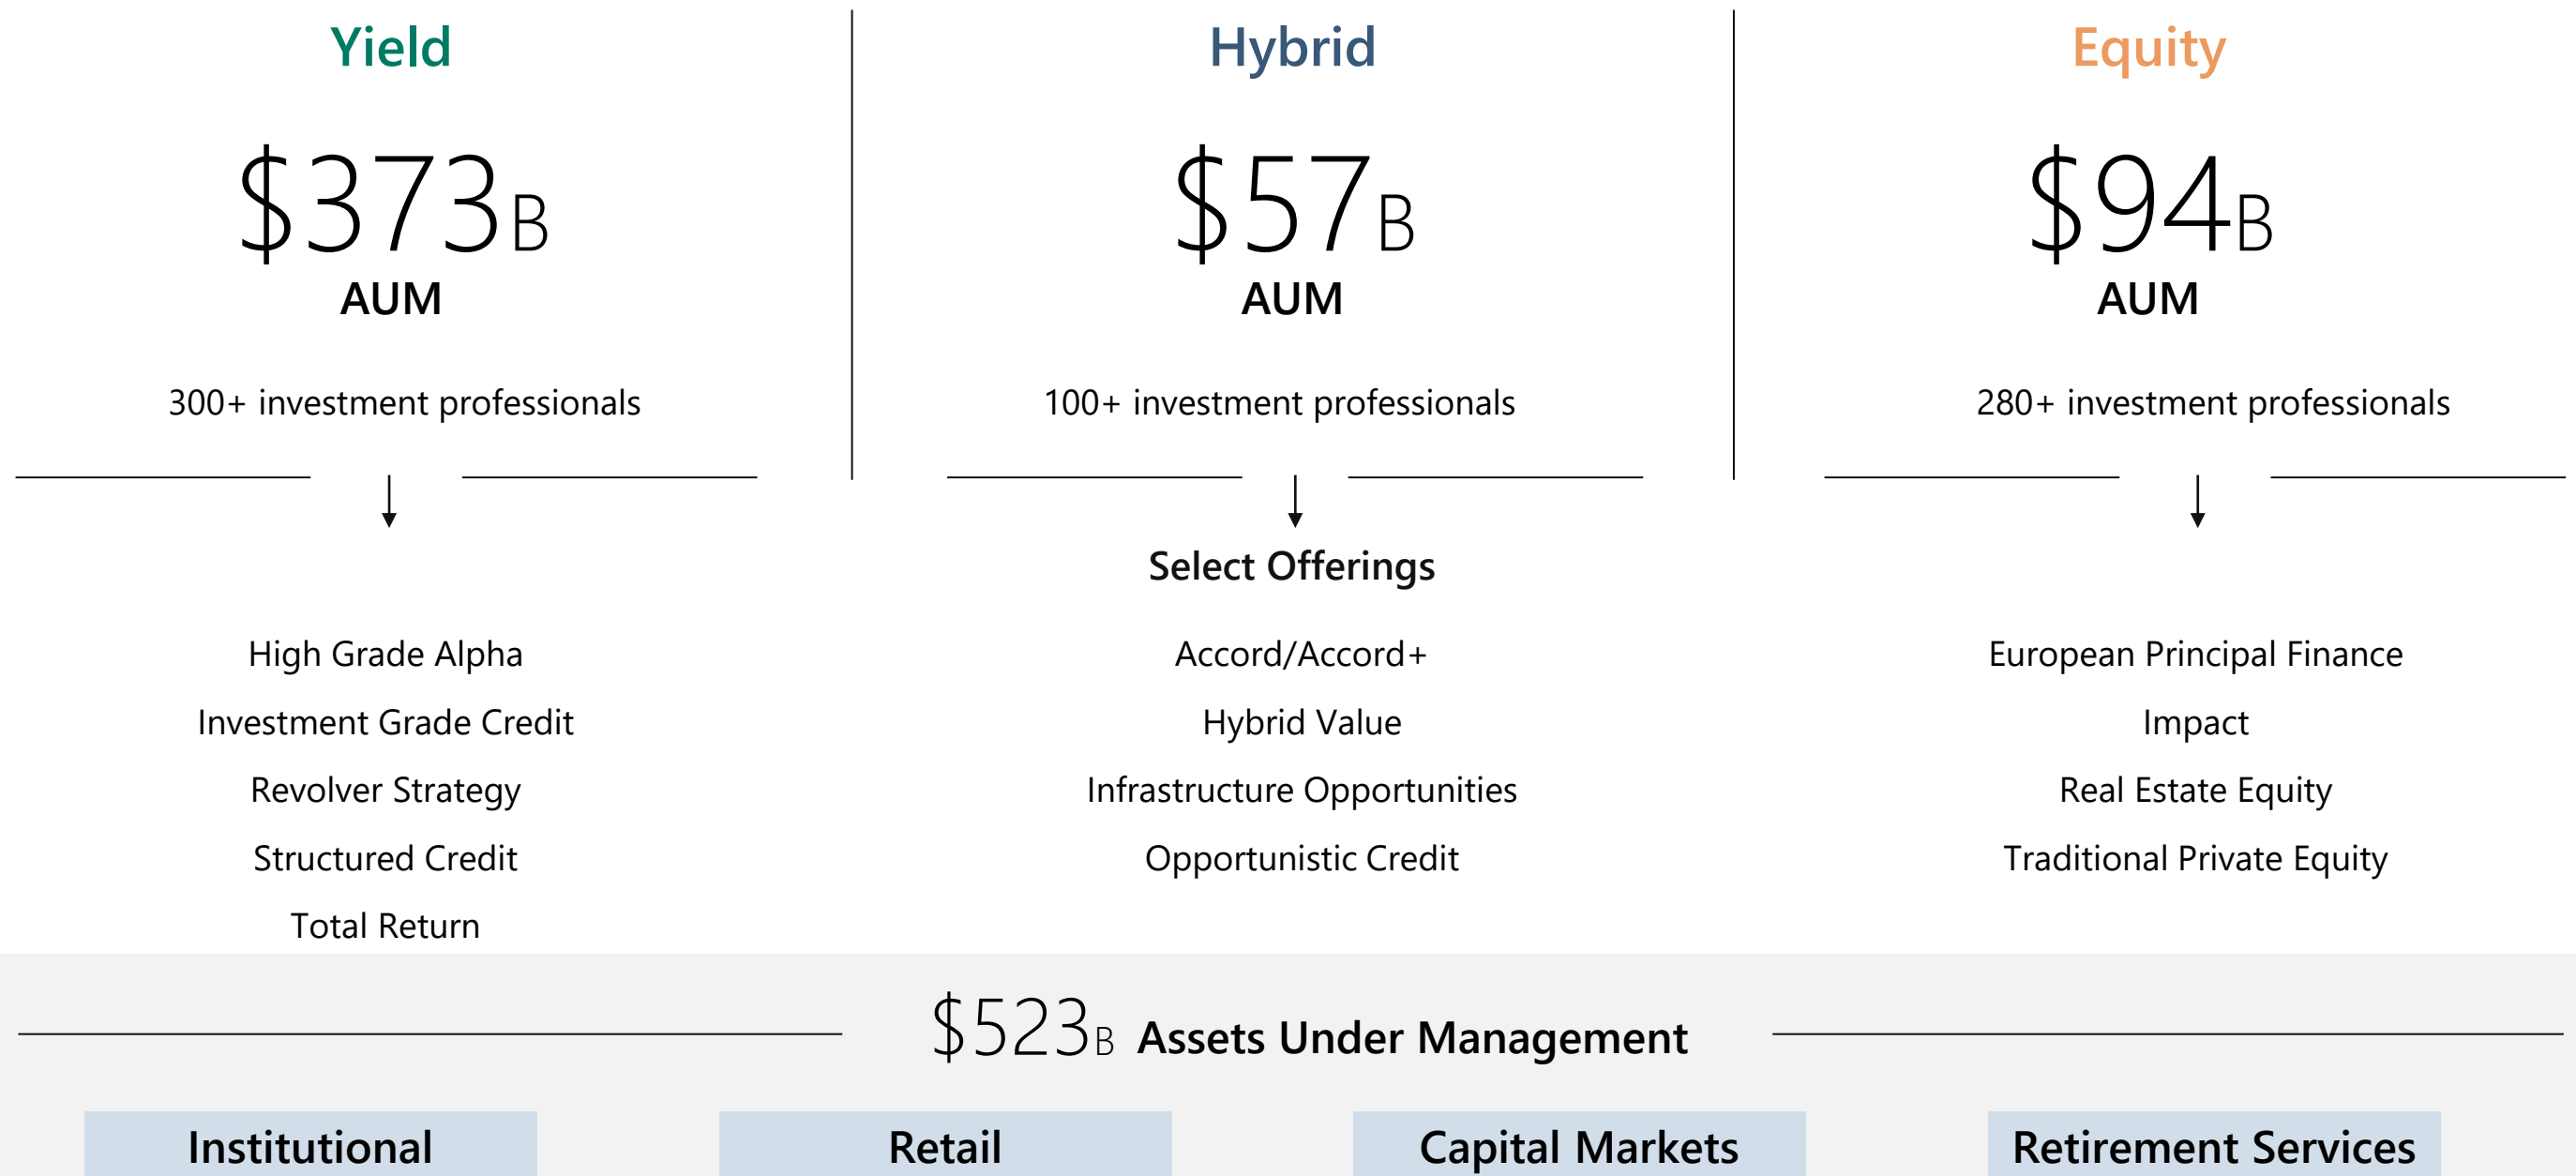 Yield
Hybrid
Equity
$373B
$57B
$94B
AUM
AUM
AUM
300+ investment professionals
100+ investment professionals
280+ investment professionals
Select Offerings
High Grade Alpha
Accord/Accord+
European Principal Finance
Investment Grade Credit
Hybrid Value
Impact
Revolver Strategy
Infrastructure Opportunities
Real Estate Equity
Structured Credit
Opportunistic Credit
Traditional Private Equity
Total Return
$523B Assets Under Management
Institutional
Retail
Capital Markets
Retirement Services